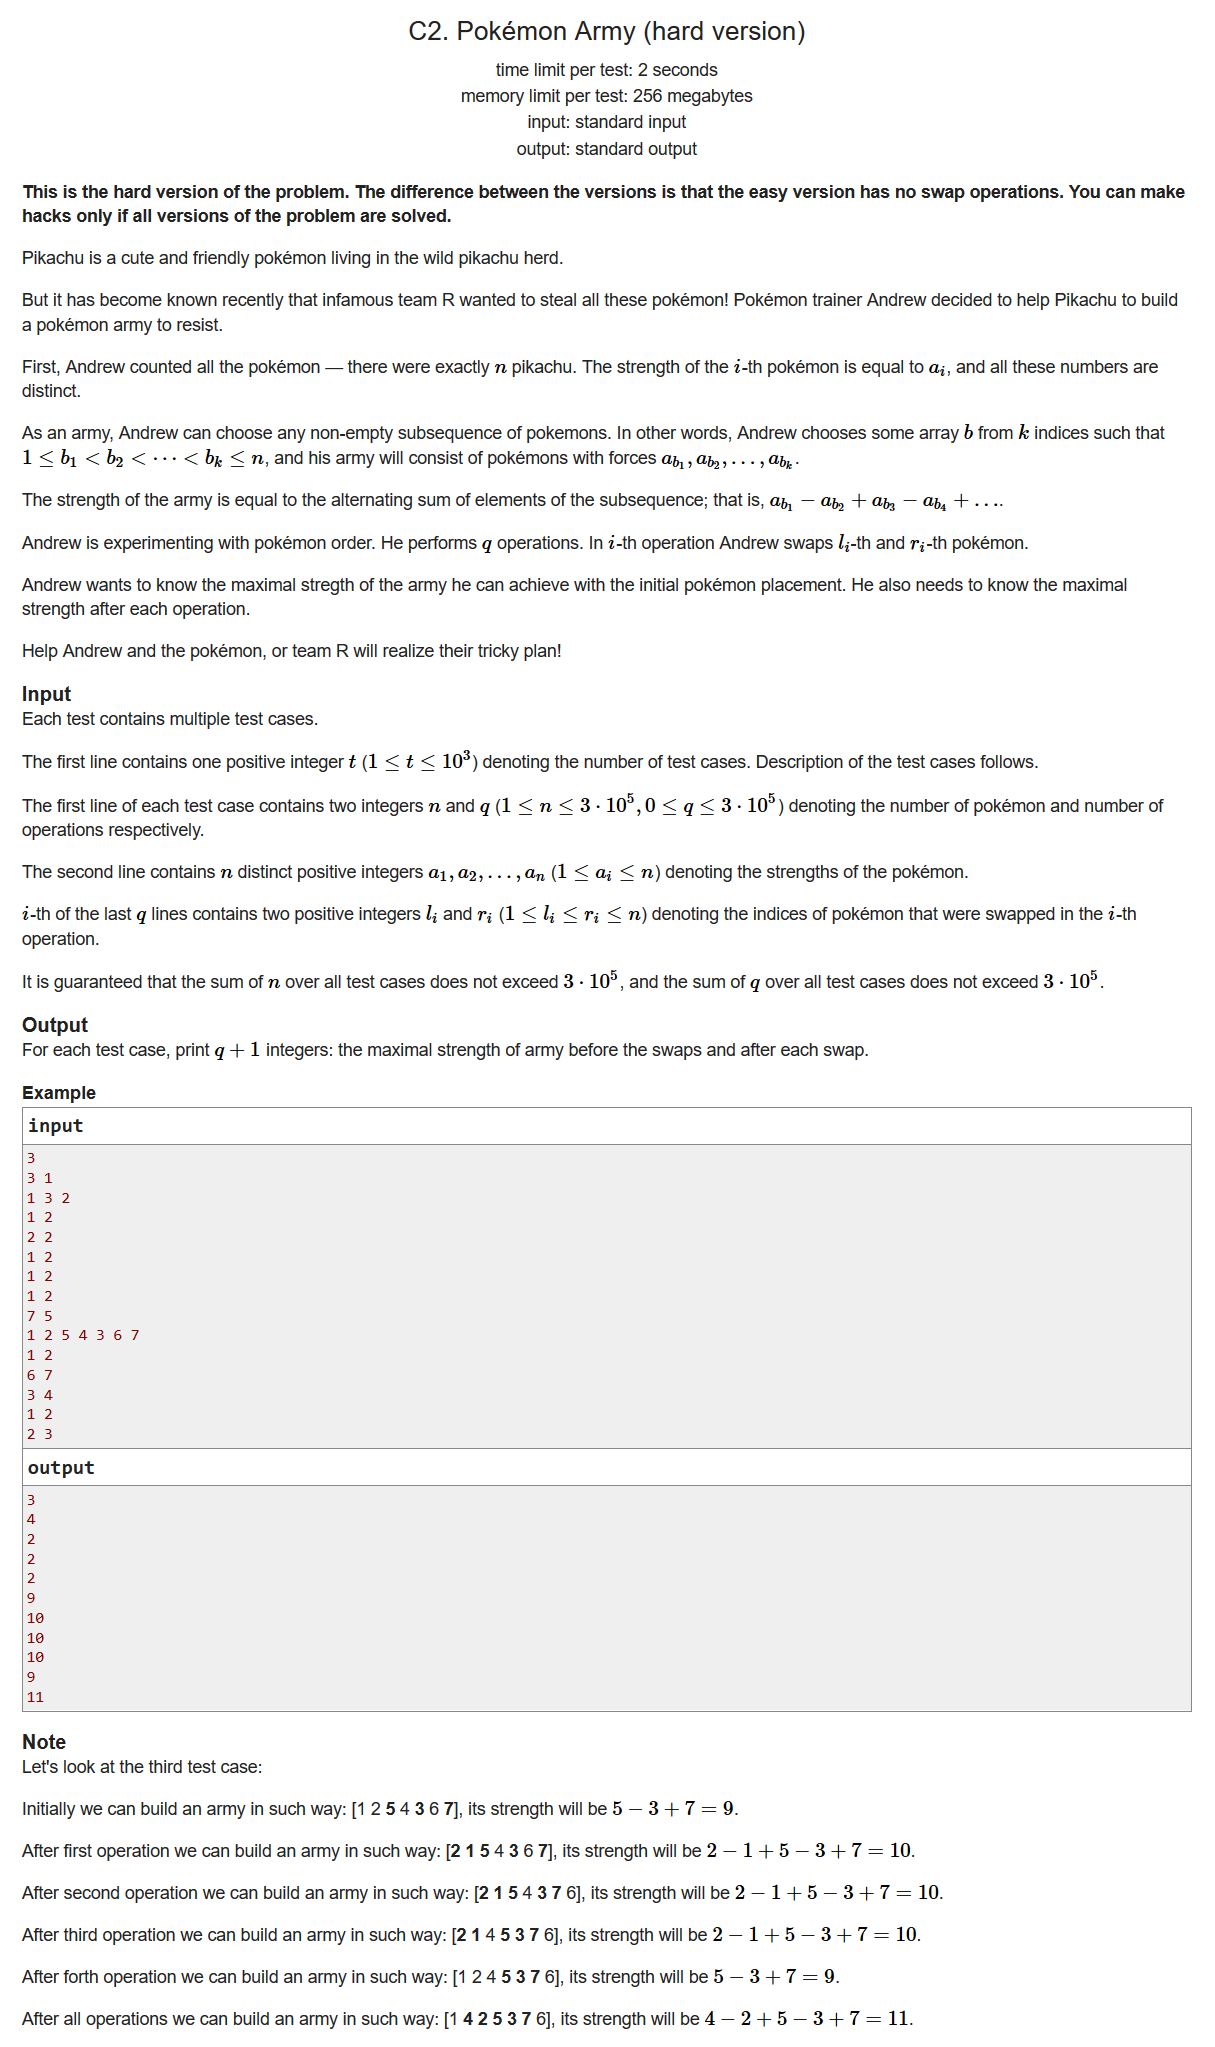 C2. Pokémon Army (hard version)
time limit per test: 2 seconds
memory limit per test: 256 megabytes
input: standard input
output: standard output
This is the hard version of the problem. The difference between the versions is that the easy version has no swap operations. You can make
hacks only if all versions of the problem are solved.
Pikachu is a cute and friendly pokémon living in the wild pikachu herd.
But it has become known recently that infamous team R wanted to steal all these pokémon! Pokémon trainer Andrew decided to help Pikachu to build
a pokémon army to resist.
First, Andrew counted all the pokémon — there were exactly n pikachu. The strength of the i-th pokémon is equal to a_i, and all these numbers are
distinct.
As an army, Andrew can choose any non-empty subsequence of pokemons. In other words, Andrew chooses some array b from k indices such that
1 ≤ b_1 < b_2 < ⋯ < b_k ≤ n, and his army will consist of pokémons with forces a_{b_1}, a_{b_2}, …, a_{b_k}.
The strength of the army is equal to the alternating sum of elements of the subsequence; that is, a_{b_1} − a_{b_2} + a_{b_3} − a_{b_4} + ….
Andrew is experimenting with pokémon order. He performs q operations. In i-th operation Andrew swaps l_i-th and r_i-th pokémon.
Andrew wants to know the maximal stregth of the army he can achieve with the initial pokémon placement. He also needs to know the maximal
strength after each operation.
Help Andrew and the pokémon, or team R will realize their tricky plan!
Input
Each test contains multiple test cases.
The first line contains one positive integer t (1 ≤ t ≤ 10^3) denoting the number of test cases. Description of the test cases follows.
The first line of each test case contains two integers n and q (1 ≤ n ≤ 3 · 10^5, 0 ≤ q ≤ 3 · 10^5) denoting the number of pokémon and number of
operations respectively.
The second line contains n distinct positive integers a_1, a_2, …, a_n (1 ≤ a_i ≤ n) denoting the strengths of the pokémon.
i-th of the last q lines contains two positive integers l_i and r_i (1 ≤ l_i ≤ r_i ≤ n) denoting the indices of pokémon that were swapped in the i-th
operation.
It is guaranteed that the sum of n over all test cases does not exceed 3 · 10^5, and the sum of q over all test cases does not exceed 3 · 10^5.
Output
For each test case, print q + 1 integers: the maximal strength of army before the swaps and after each swap.
Example
input
3
3 1
1 3 2
1 2
2 2
1 2
1 2
1 2
7 5
1 2 5 4 3 6 7
1 2
6 7
3 4
1 2
2 3
output
3
4
2
2
2
9
10
10
10
9
11
Note
Let's look at the third test case:
Initially we can build an army in such way: [1 2 5 4 3 6 7], its strength will be 5 − 3 + 7 = 9.
After first operation we can build an army in such way: [2 1 5 4 3 6 7], its strength will be 2 − 1 + 5 − 3 + 7 = 10.
After second operation we can build an army in such way: [2 1 5 4 3 7 6], its strength will be 2 − 1 + 5 − 3 + 7 = 10.
After third operation we can build an army in such way: [2 1 4 5 3 7 6], its strength will be 2 − 1 + 5 − 3 + 7 = 10.
After forth operation we can build an army in such way: [1 2 4 5 3 7 6], its strength will be 5 − 3 + 7 = 9.
After all operations we can build an army in such way: [1 4 2 5 3 7 6], its strength will be 4 − 2 + 5 − 3 + 7 = 11.